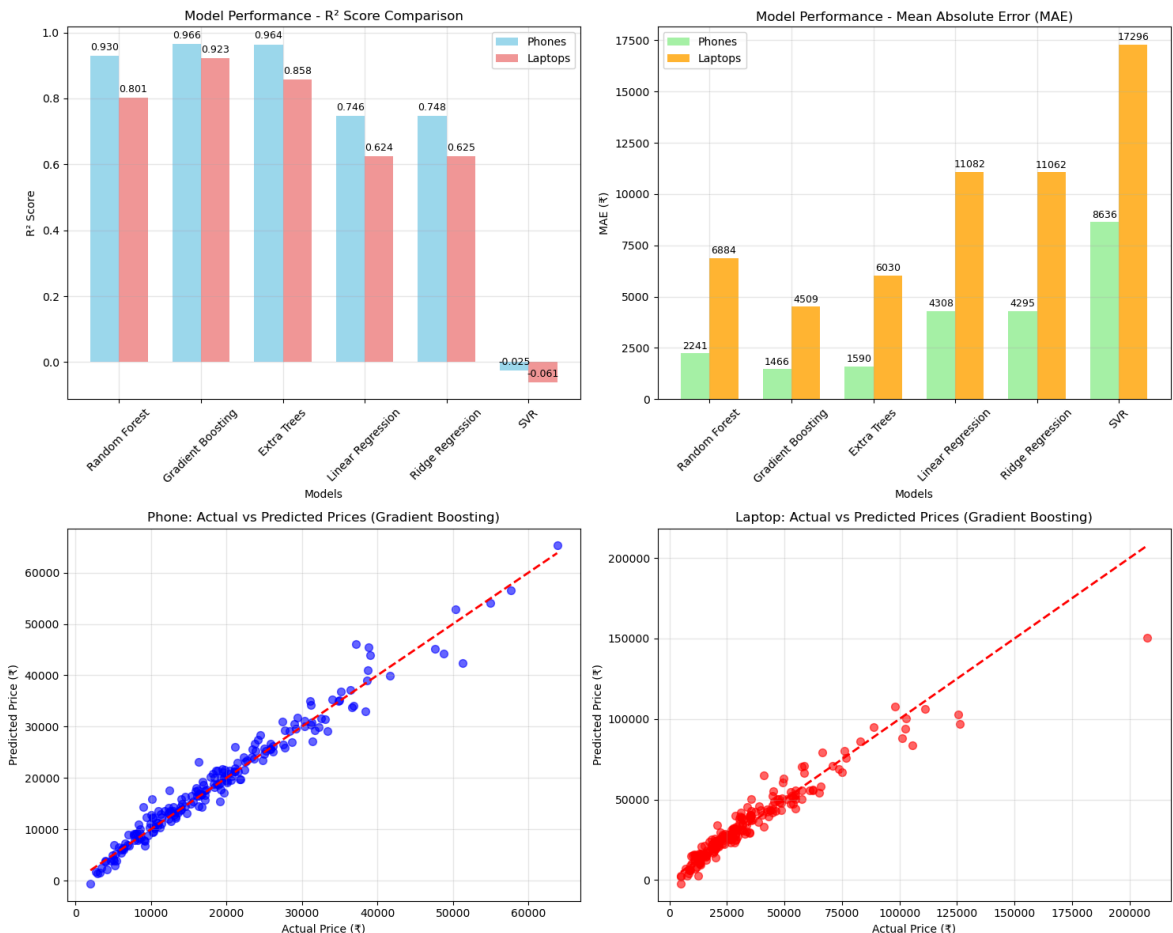 Model Performance - R² Score Comparison
1.0
0.8
0.6
0.4
0.2
0.0
R² Score
Phones
Laptops
0.930
0.801
0.966
0.923
0.964
0.858
0.746
0.624
0.748
0.625
-0.025
-0.061
Random Forest
Gradient Boosting
Extra Trees
Linear Regression
Ridge Regression
SVR
Models
Model Performance - Mean Absolute Error (MAE)
17500
15000
12500
10000
7500
5000
2500
0
MAE (₹)
Phones
Laptops
2241
6884
1466
4509
1590
6030
4308
11082
4295
11062
8636
17296
Random Forest
Gradient Boosting
Extra Trees
Linear Regression
Ridge Regression
SVR
Models
Phone: Actual vs Predicted Prices (Gradient Boosting)
60000
50000
40000
30000
20000
10000
0
Predicted Price (₹)
0
10000
20000
30000
40000
50000
60000
Actual Price (₹)
Laptop: Actual vs Predicted Prices (Gradient Boosting)
200000
150000
100000
50000
0
Predicted Price (₹)
0
25000
50000
75000
100000
125000
150000
175000
200000
Actual Price (₹)